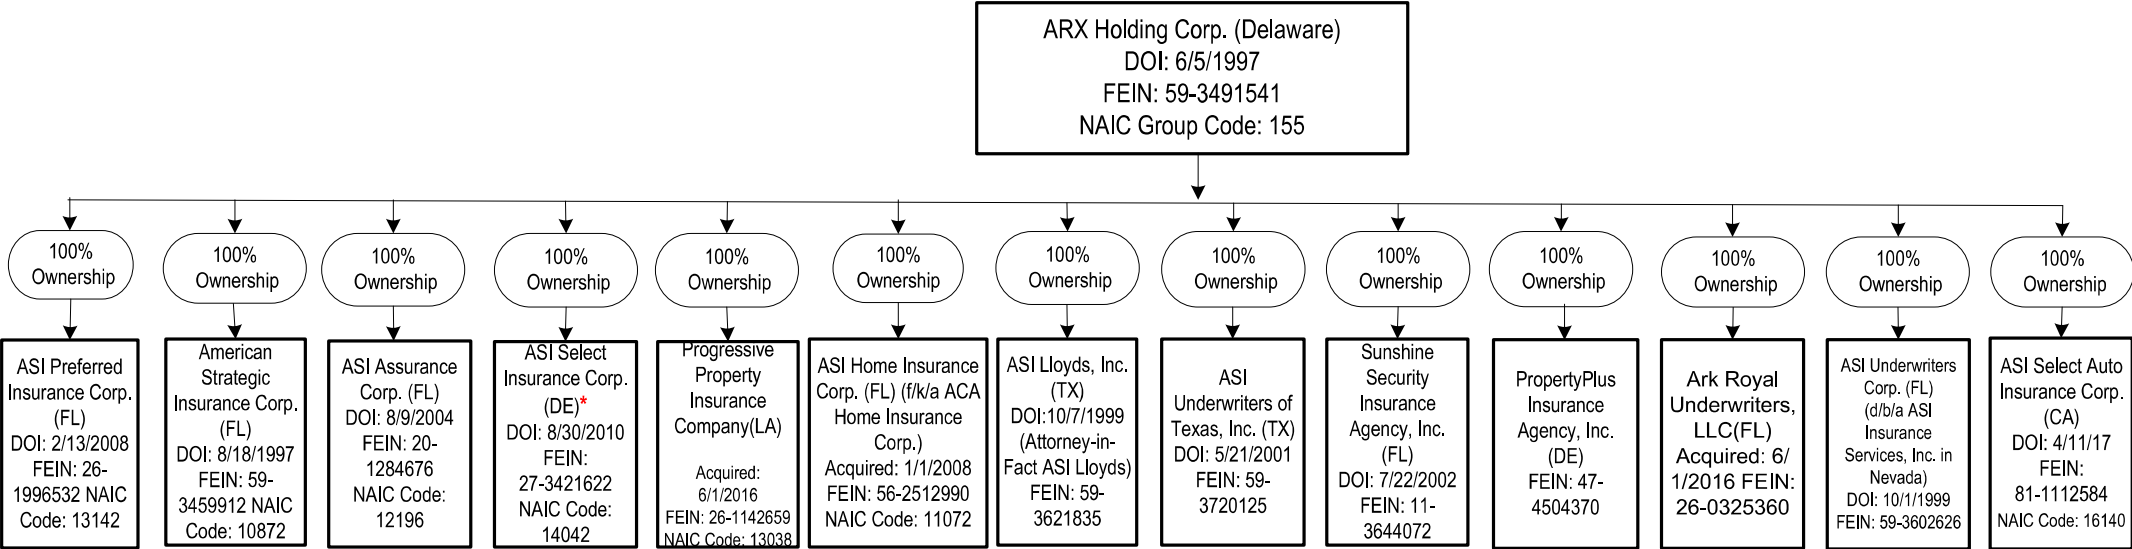 ARX Holding Corp. (Delaware)
DOI: 6/5/1997
FEIN: 59-3491541
NAIC Group Code: 155
100%
Ownership
100%
Ownership
100%
Ownership
100%
Ownership
100%
Ownership
100%
Ownership
100%
Ownership
100%
Ownership
100%
Ownership
100%
Ownership
100%
Ownership
100%
Ownership
100%
Ownership
ASI Preferred
Insurance Corp.
(FL)
DOI: 2/13/2008
FEIN: 26-
1996532 NAIC
Code: 13142
American
Strategic
Insurance Corp.
(FL)
DOI: 8/18/1997
FEIN: 59-
3459912 NAIC
Code: 10872
ASI Assurance
Corp. (FL)
DOI: 8/9/2004
FEIN: 20-
1284676
NAIC Code:
12196
ASI Select
Insurance Corp.
(DE)*
DOI: 8/30/2010
FEIN:
27-3421622
NAIC Code:
14042
Progressive
Property
Insurance
Company(LA)
Acquired:
6/1/2016
FEIN: 26-1142659
NAIC Code: 13038
ASI Home Insurance
Corp. (FL) (f/k/a ACA
Home Insurance
Corp.)
Acquired: 1/1/2008
FEIN: 56-2512990
NAIC Code: 11072
ASI Lloyds, Inc.
(TX)
DOI:10/7/1999
(Attorney-in-
Fact ASI Lloyds)
FEIN: 59-
3621835
ASI
Underwriters of
Texas, Inc. (TX)
DOI: 5/21/2001
FEIN: 59-
3720125
Sunshine
Security
Insurance
Agency, Inc.
(FL)
DOI: 7/22/2002
FEIN: 11-
3644072
PropertyPlus
Insurance
Agency, Inc.
(DE)
FEIN: 47-
4504370
Ark Royal
Underwriters,
LLC(FL)
Acquired: 6/
1/2016 FEIN:
26-0325360
ASI Underwriters
Corp. (FL)
(d/b/a ASI
Insurance
Services, Inc. in
Nevada)
DOI: 10/1/1999
FEIN: 59-3602626
ASI Select Auto
Insurance Corp.
(CA)
DOI: 4/11/17
FEIN:
81-1112584
NAIC Code: 16140